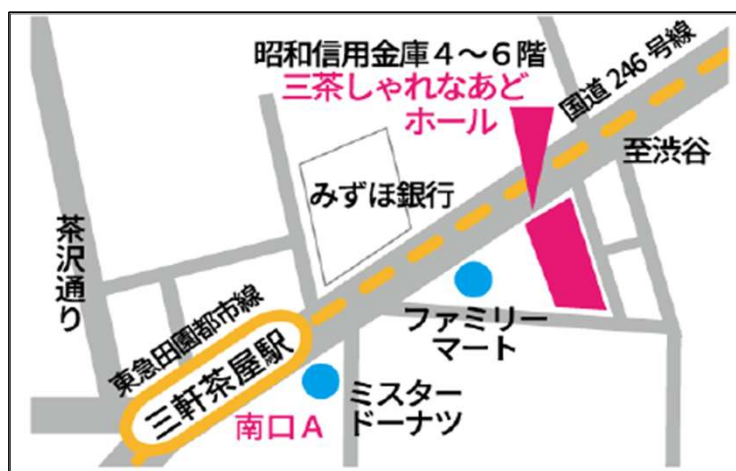 昭和信用金庫４～６階
三茶しゃれなあど
ホール
国道246号線
至渋谷
みずほ銀行
茶沢通り
ファミリー
マート
東急田園都市線
三軒茶屋駅
ミスター
ドーナツ
南口A